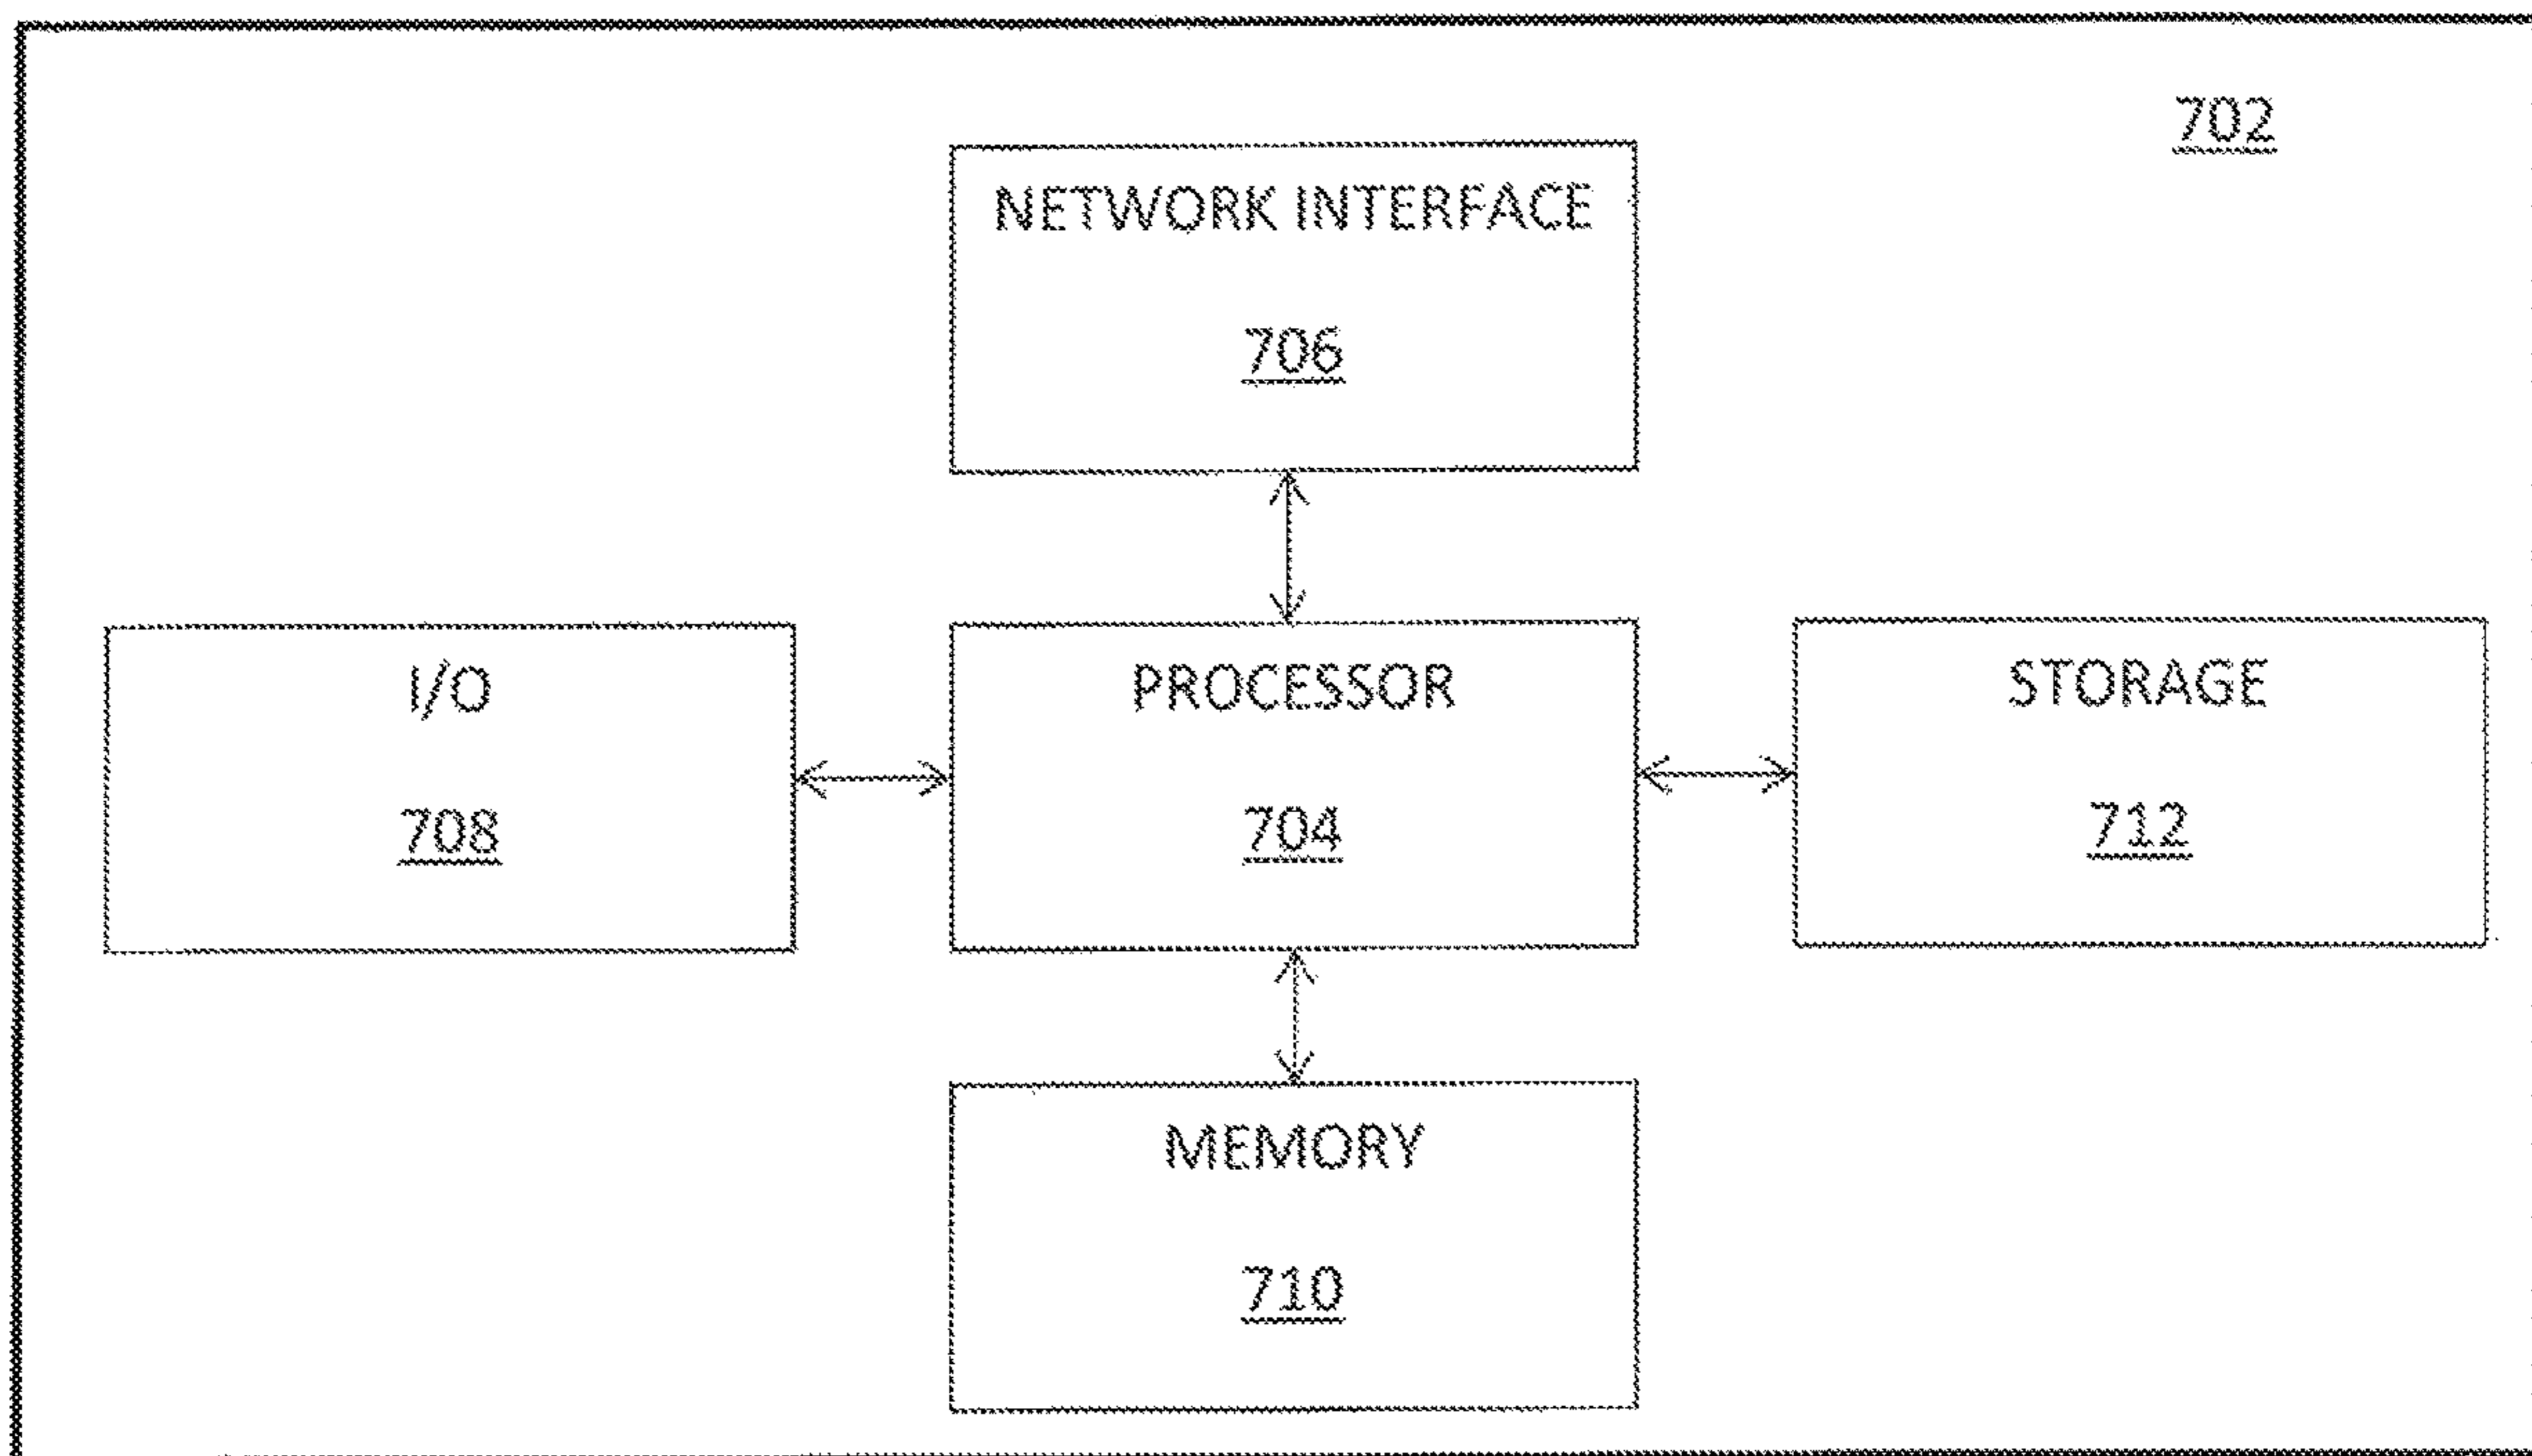 702
NETWORK INTERFACE
706
I/O
708
PROCESSOR
704
STORAGE
712
MEMORY
710